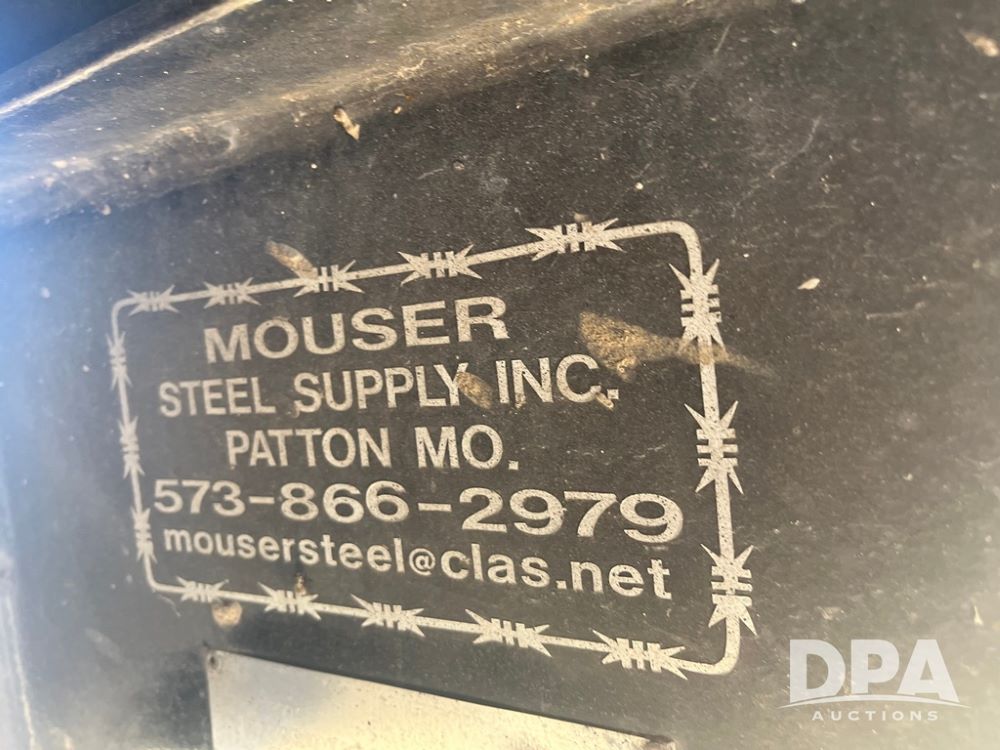 MOUSER
STEEL SUPPLY INC.
PATTON MO.
573-866-2979
mousersteel@clas.net
DPA
AUCTIONS